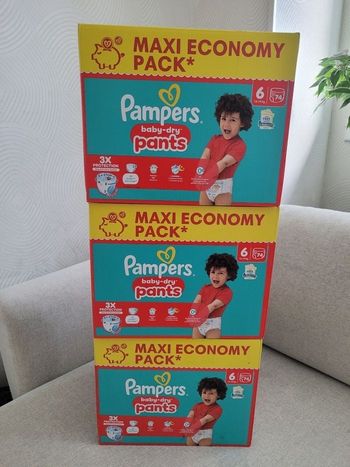 MAXI ECONOMY
PACK*
6
74
Pampers
baby-dry
pants
3X
PROTECTION
MAXI ECONOMY
PACK*
6
74
Pampers
baby-dry
pants
3X
PROTECTION
MAXI ECONOMY
PACK*
6
74
Pampers
baby-dry
pants
3X